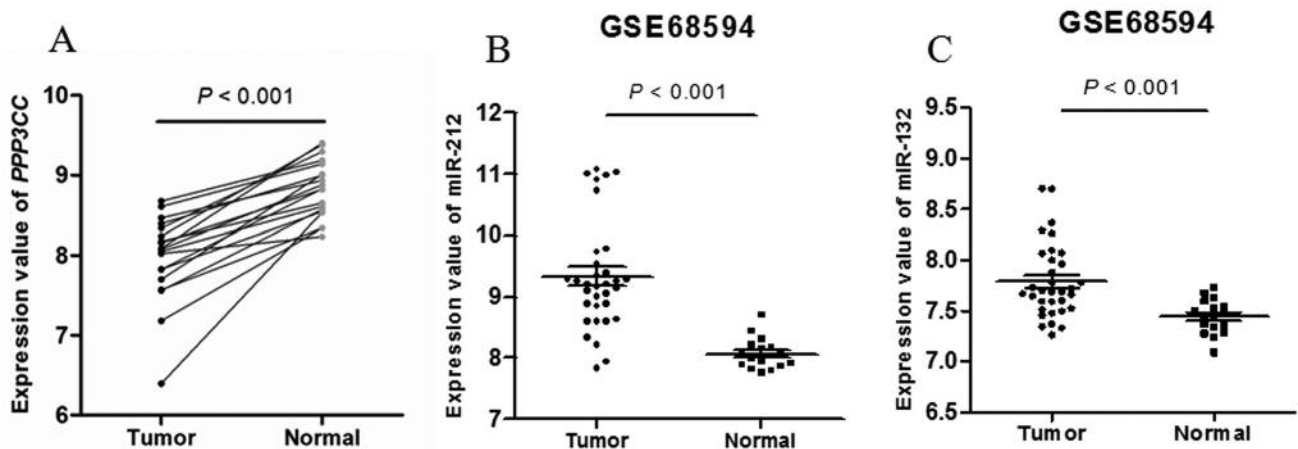 A
P < 0.001
Expression value of PPP3CC
10
9
8
7
6
Tumor Normal
B
GSE68594
P < 0.001
Expression value of miR-212
12
11
10
9
8
7
Tumor Normal
C
GSE68594
P < 0.001
Expression value of miR-132
9.5
9.0
8.5
8.0
7.5
7.0
6.5
Tumor Normal